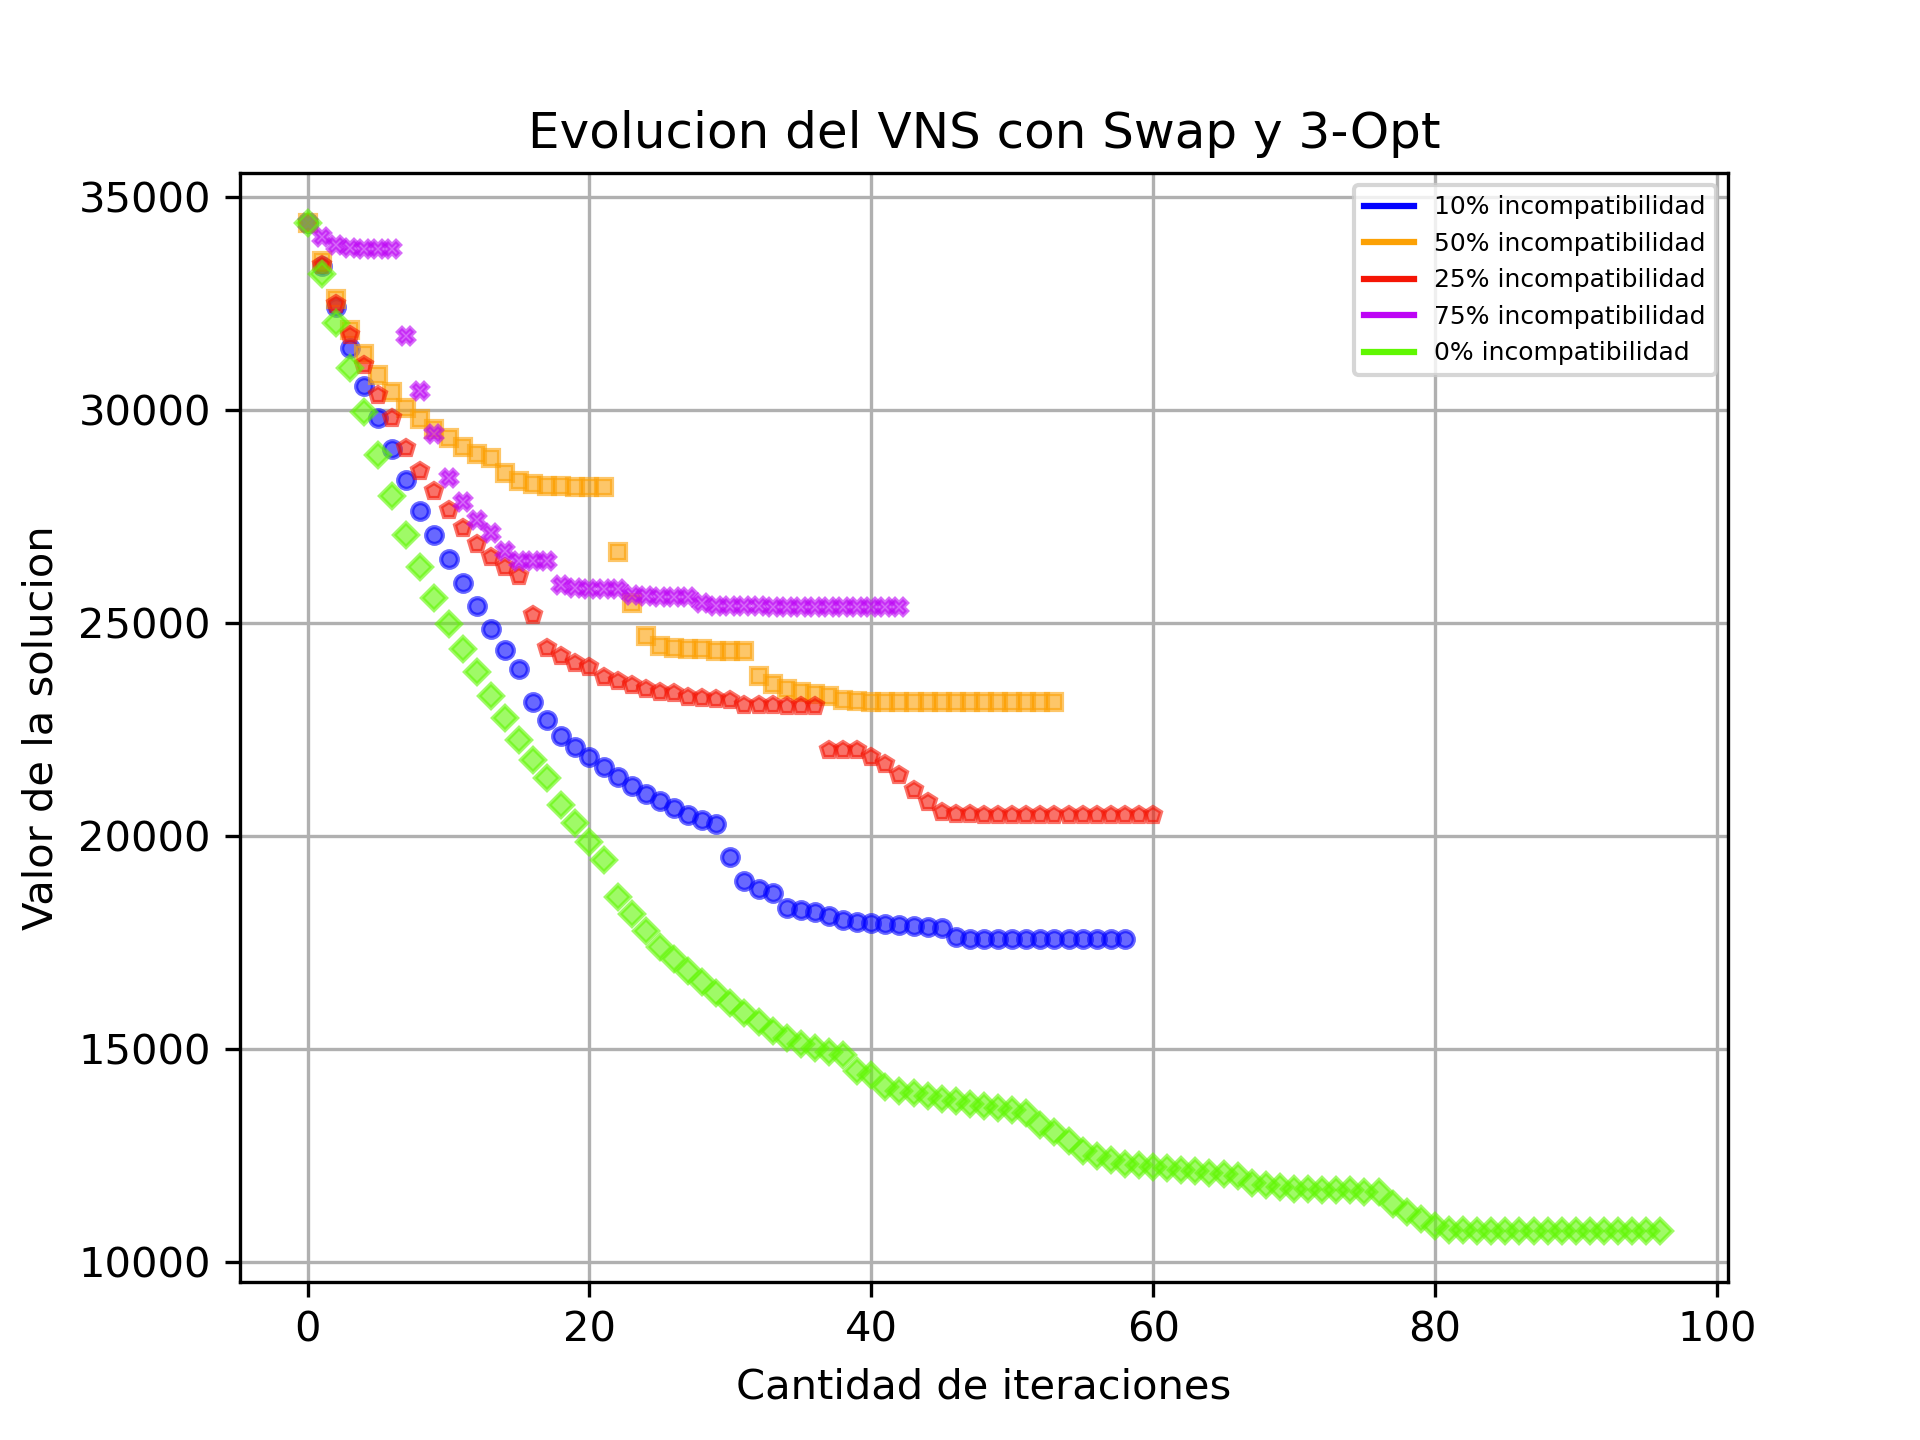 Evolucion del VNS con Swap y 3-Opt
35000
30000
25000
20000
15000
10000
Valor de la solucion
10% incompatibilidad
50% incompatibilidad
25% incompatibilidad
75% incompatibilidad
0% incompatibilidad
0 20 40 60 80 100
Cantidad de iteraciones